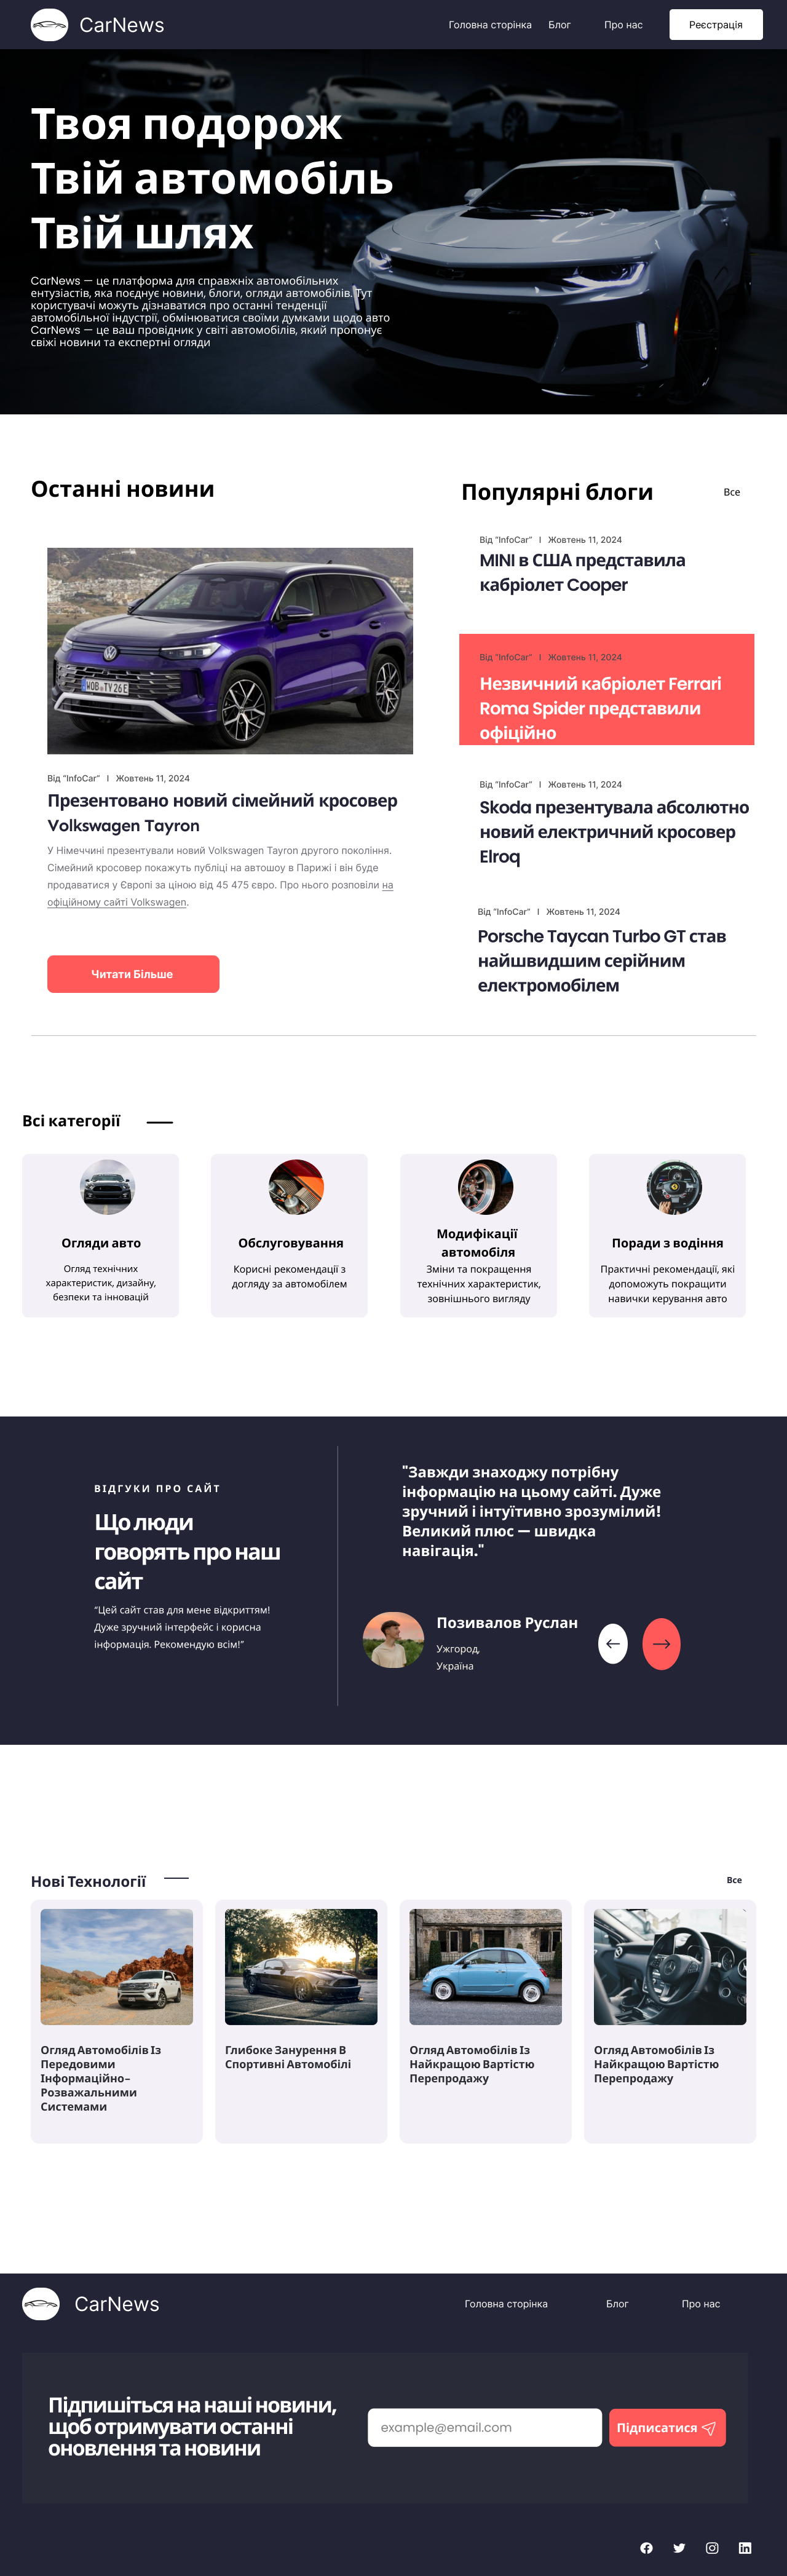 CarNews
Головна сторінка
Блог
Про нас
Реєстрація
Твоя подорож
Твій автомобіль
Твій шлях
CarNews — це платформа для справжніх автомобільних
ентузіастів, яка поєднує новини, блоги, огляди автомобілів. Тут
користувачі можуть дізнаватися про останні тенденції
автомобільної індустрії, обмінюватися своїми думками щодо авто
CarNews — це ваш провідник у світі автомобілів, який пропонує
свіжі новини та експертні огляди
Останні новини
WOB TY 26 E
Від “InfoCar” | Жовтень 11, 2024
Презентовано новий сімейний кросовер
Volkswagen Tayron
У Німеччині презентували новий Volkswagen Tayron другого покоління.
Сімейний кросовер покажуть публіці на автошоу в Парижі і він буде
продаватися у Європі за ціною від 45 475 євро. Про нього розповіли на
офіційному сайті Volkswagen.
Читати Більше
Популярні блоги
Все
Від “InfoCar” | Жовтень 11, 2024
MINI в США представила
кабріолет Cooper
Від “InfoCar” | Жовтень 11, 2024
Незвичний кабріолет Ferrari
Roma Spider представили
офіційно
Від “InfoCar” | Жовтень 11, 2024
Skoda презентувала абсолютно
новий електричний кросовер
Elroq
Від “InfoCar” | Жовтень 11, 2024
Porsche Taycan Turbo GT став
найшвидшим серійним
електромобілем
Всі категорії
Огляди авто
Огляд технічних
характеристик, дизайну,
безпеки та інновацій
Обслуговування
Корисні рекомендації з
догляду за автомобілем
Модифікації
автомобіля
Зміни та покращення
технічних характеристик,
зовнішнього вигляду
Поради з водіння
Практичні рекомендації, які
допоможуть покращити
навички керування авто
ВІДГУКИ ПРО САЙТ
Що люди
говорять про наш
сайт
“Цей сайт став для мене відкриттям!
Дуже зручний інтерфейс і корисна
інформація. Рекомендую всім!”
"Завжди знаходжу потрібну
інформацію на цьому сайті. Дуже
зручний і інтуїтивно зрозумілий!
Великий плюс — швидка
навігація."
Позивалов Руслан
Ужгород,
Україна
Нові Технології
Все
Огляд Автомобілів Із
Передовими
Інформаційно-
Розважальними
Системами
Глибоке Занурення В
Спортивні Автомобілі
Огляд Автомобілів Із
Найкращою Вартістю
Перепродажу
Огляд Автомобілів Із
Найкращою Вартістю
Перепродажу
CarNews
Головна сторінка
Блог
Про нас
Підпишіться на наші новини,
щоб отримувати останні
оновлення та новини
example@email.com
Підписатися